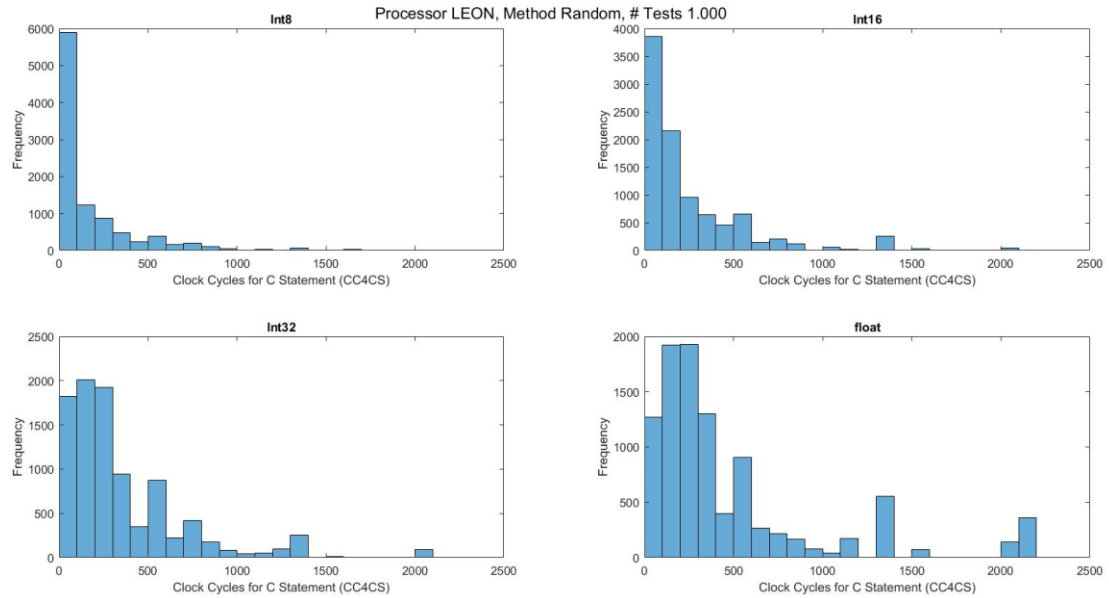 Processor LEON, Method Random, # Tests 1.000
Int8
6000
5000
4000
3000
2000
1000
0
Frequency
0 500 1000 1500 2000 2500
Clock Cycles for C Statement (CC4CS)
Int16
4000
3500
3000
2500
2000
1500
1000
500
0
Frequency
0 500 1000 1500 2000 2500
Clock Cycles for C Statement (CC4CS)
Int32
2500
2000
1500
1000
500
0
Frequency
0 500 1000 1500 2000 2500
Clock Cycles for C Statement (CC4CS)
float
2000
1500
1000
500
0
Frequency
0 500 1000 1500 2000 2500
Clock Cycles for C Statement (CC4CS)